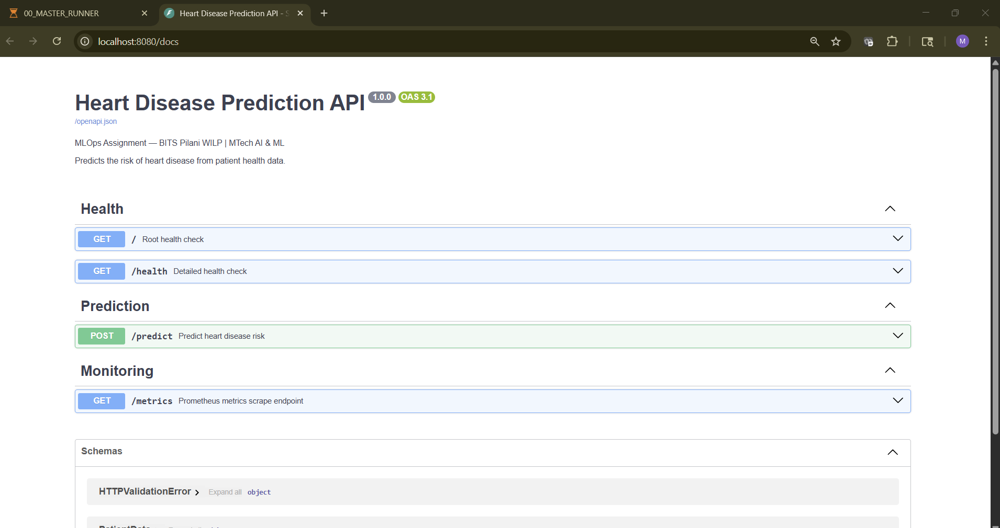 00_MASTER_RUNNER
Heart Disease Prediction API - S
localhost:8080/docs
M
Heart Disease Prediction API 1.0.0 OAS 3.1
/openapi.json
MLOps Assignment — BITS Pilani WILP | MTech AI & ML
Predicts the risk of heart disease from patient health data.
Health
GET / Root health check
GET /health Detailed health check
Prediction
POST /predict Predict heart disease risk
Monitoring
GET /metrics Prometheus metrics scrape endpoint
Schemas
HTTPValidationError Expand all object